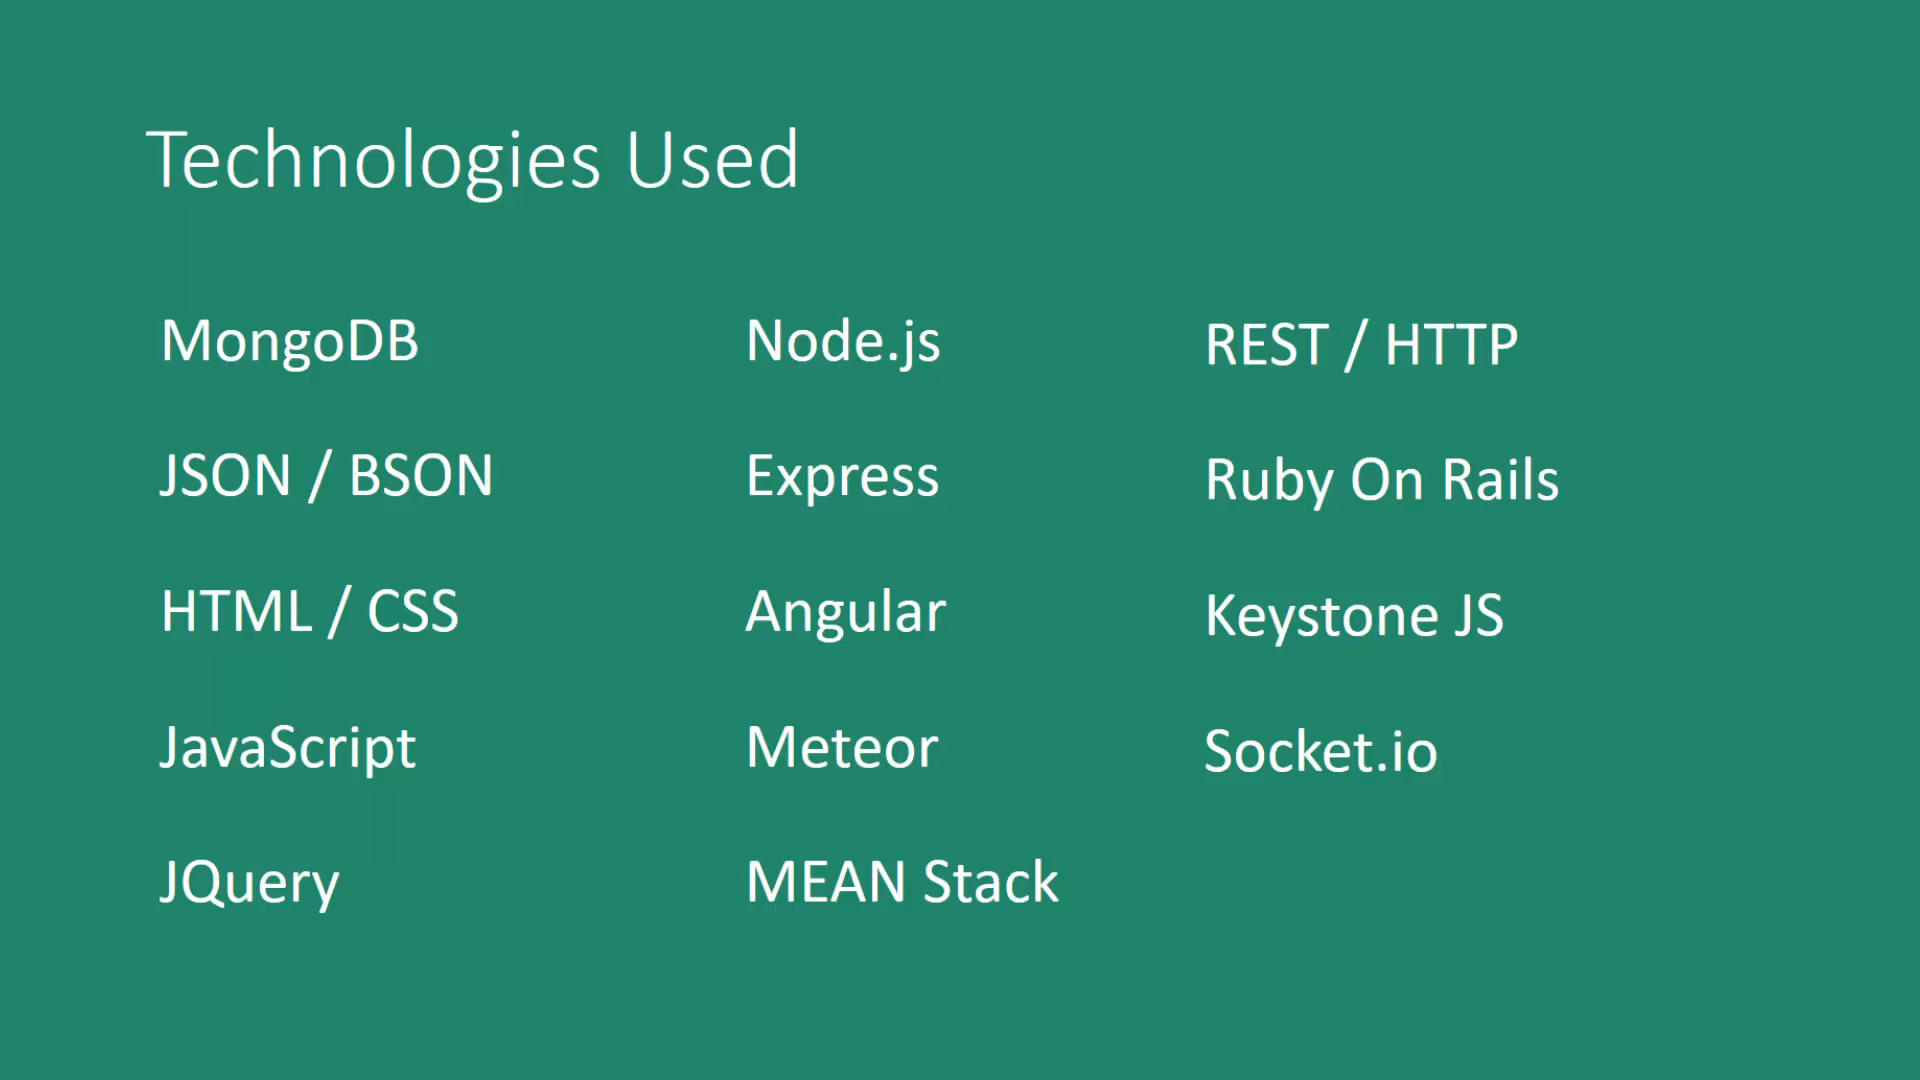 Technologies Used
MongoDB
JSON / BSON
HTML / CSS
JavaScript
JQuery
Node.js
Express
Angular
Meteor
MEAN Stack
REST / HTTP
Ruby On Rails
Keystone JS
Socket.io